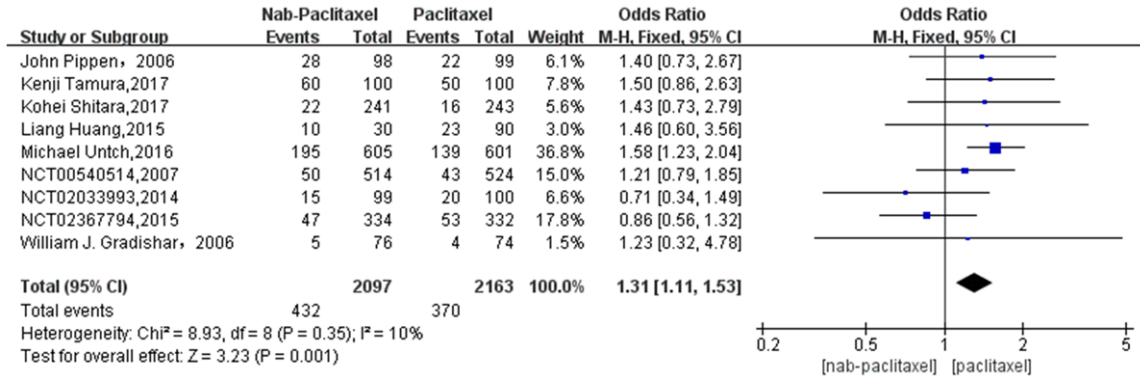 Nab-Paclitaxel Paclitaxel Odds Ratio Odds Ratio
Study or Subgroup Events Total Events Total Weight M-H, Fixed, 95% CI M-H, Fixed, 95% CI
John Pippen，2006 28 98 22 99 6.1% 1.40 [0.73, 2.67]
Kenji Tamura,2017 60 100 50 100 7.8% 1.50 [0.86, 2.63]
Kohei Shitara,2017 22 241 16 243 5.6% 1.43 [0.73, 2.79]
Liang Huang,2015 10 30 23 90 3.0% 1.46 [0.60, 3.56]
Michael Untch,2016 195 605 139 601 36.8% 1.58 [1.23, 2.04]
NCT00540514,2007 50 514 43 524 15.0% 1.21 [0.79, 1.85]
NCT02033993,2014 15 99 20 100 6.6% 0.71 [0.34, 1.49]
NCT02367794,2015 47 334 53 332 17.8% 0.86 [0.56, 1.32]
William J. Gradishar，2006 5 76 4 74 1.5% 1.23 [0.32, 4.78]
Total (95% CI) 2097 2163 100.0% 1.31 [1.11, 1.53]
Total events 432 370
Heterogeneity: Chi² = 8.93, df = 8 (P = 0.35); I² = 10%
Test for overall effect: Z = 3.23 (P = 0.001)
0.2 0.5 1 2 5
[nab-paclitaxel] [paclitaxel]